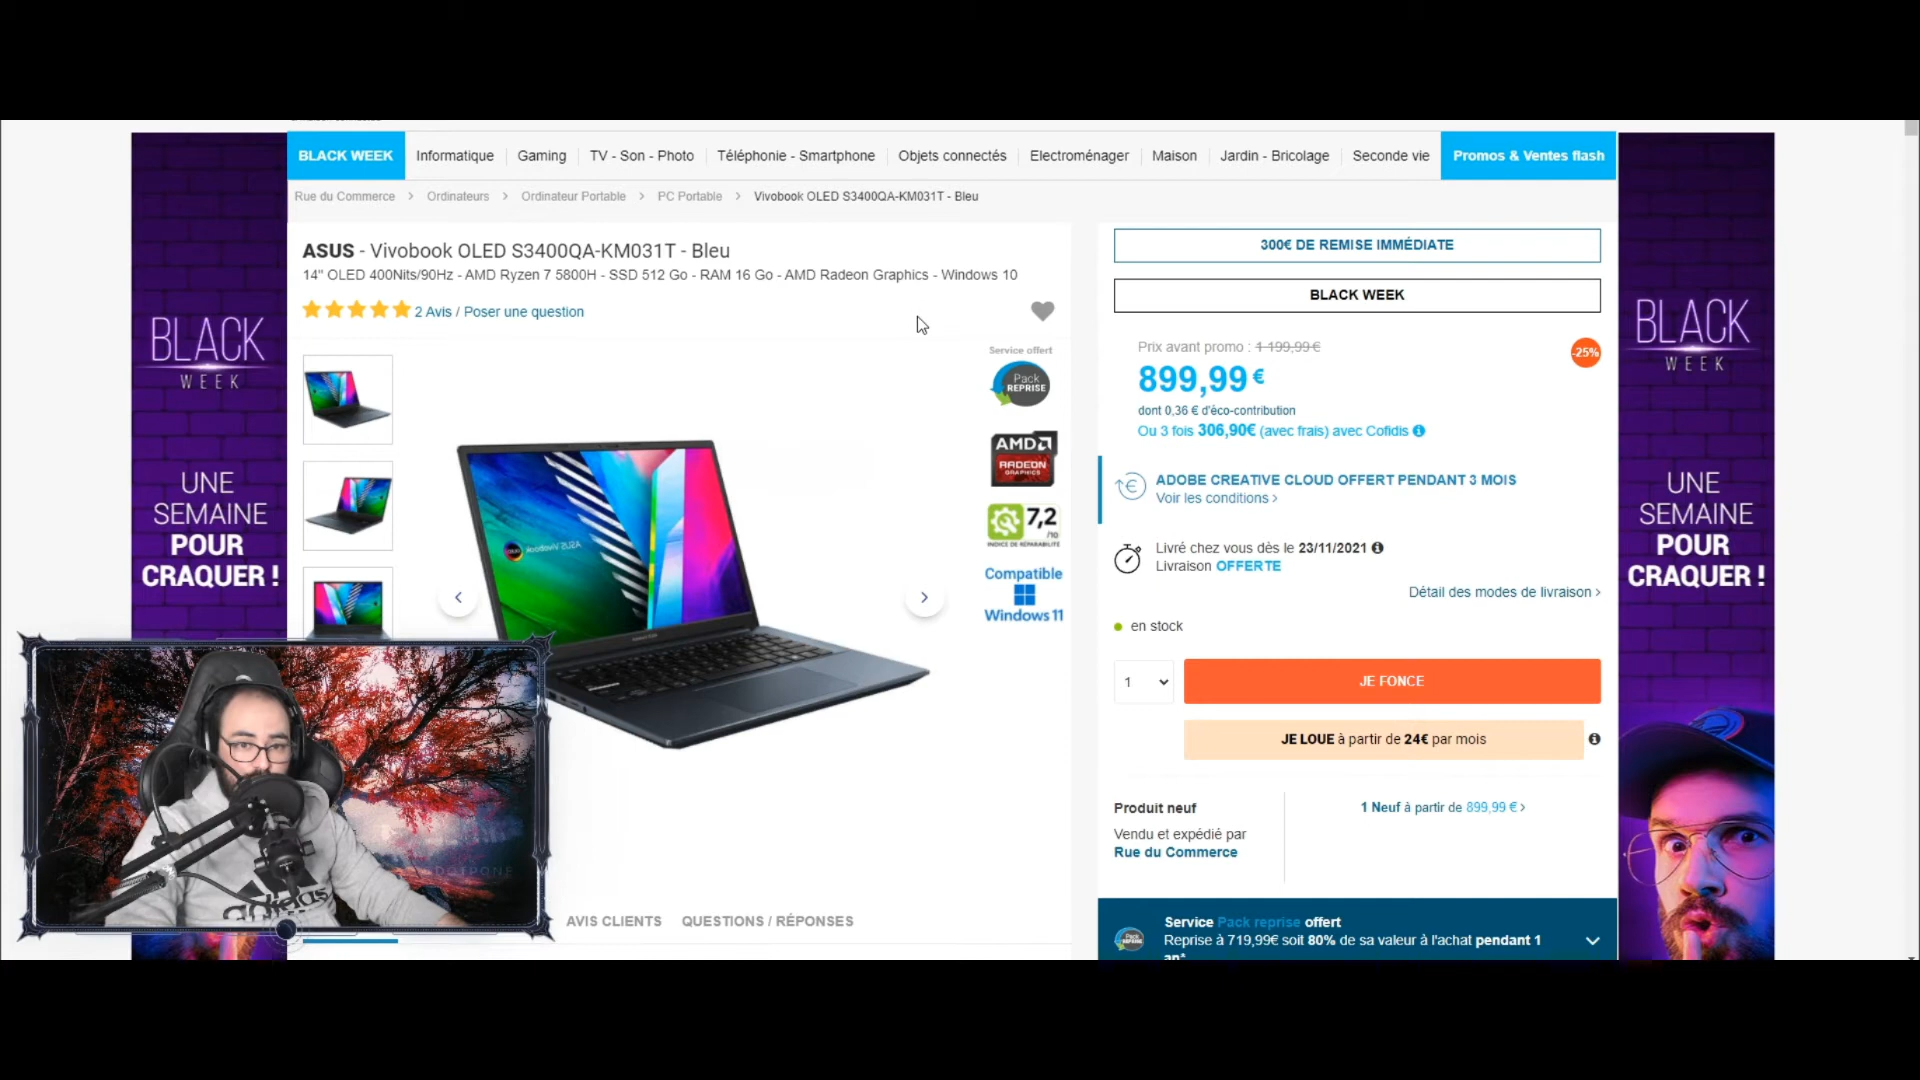 BLACK WEEK
Informatique
Gaming
TV - Son - Photo
Téléphonie - Smartphone
Objets connectés
Electroménager
Maison
Jardin - Bricolage
Seconde vie
Promos & Ventes flash
Rue du Commerce > Ordinateurs > Ordinateur Portable > PC Portable > Vivobook OLED S3400QA-KM031T - Bleu
ASUS - Vivobook OLED S3400QA-KM031T - Bleu
14" OLED 400Nits/90Hz - AMD Ryzen 7 5800H - SSD 512 Go - RAM 16 Go - AMD Radeon Graphics - Windows 10
2 Avis / Poser une question
Service offert
Pack
REPRISE
AMD
RADEON
GRAPHICS
7,2
/10
INDICE DE RÉPARABILITÉ
Compatible
Windows 11
ASUS Vivobook
AVIS CLIENTS
QUESTIONS / RÉPONSES
300€ DE REMISE IMMÉDIATE
BLACK WEEK
Prix avant promo : 1 199,99 €
-25%
899,99 €
dont 0,36 € d'éco-contribution
Ou 3 fois 306,90€ (avec frais) avec Cofidis
ADOBE CREATIVE CLOUD OFFERT PENDANT 3 MOIS
Voir les conditions >
Livré chez vous dès le 23/11/2021
Livraison OFFERTE
Détail des modes de livraison >
en stock
1
JE FONCE
JE LOUE à partir de 24€ par mois
Produit neuf
Vendu et expédié par
Rue du Commerce
1 Neuf à partir de 899,99 € >
Service Pack reprise offert
Reprise à 719,99€ soit 80% de sa valeur à l'achat pendant 1
an*
BLACK
WEEK
UNE
SEMAINE
POUR
CRAQUER !
BLACK
WEEK
UNE
SEMAINE
POUR
CRAQUER !
adidas